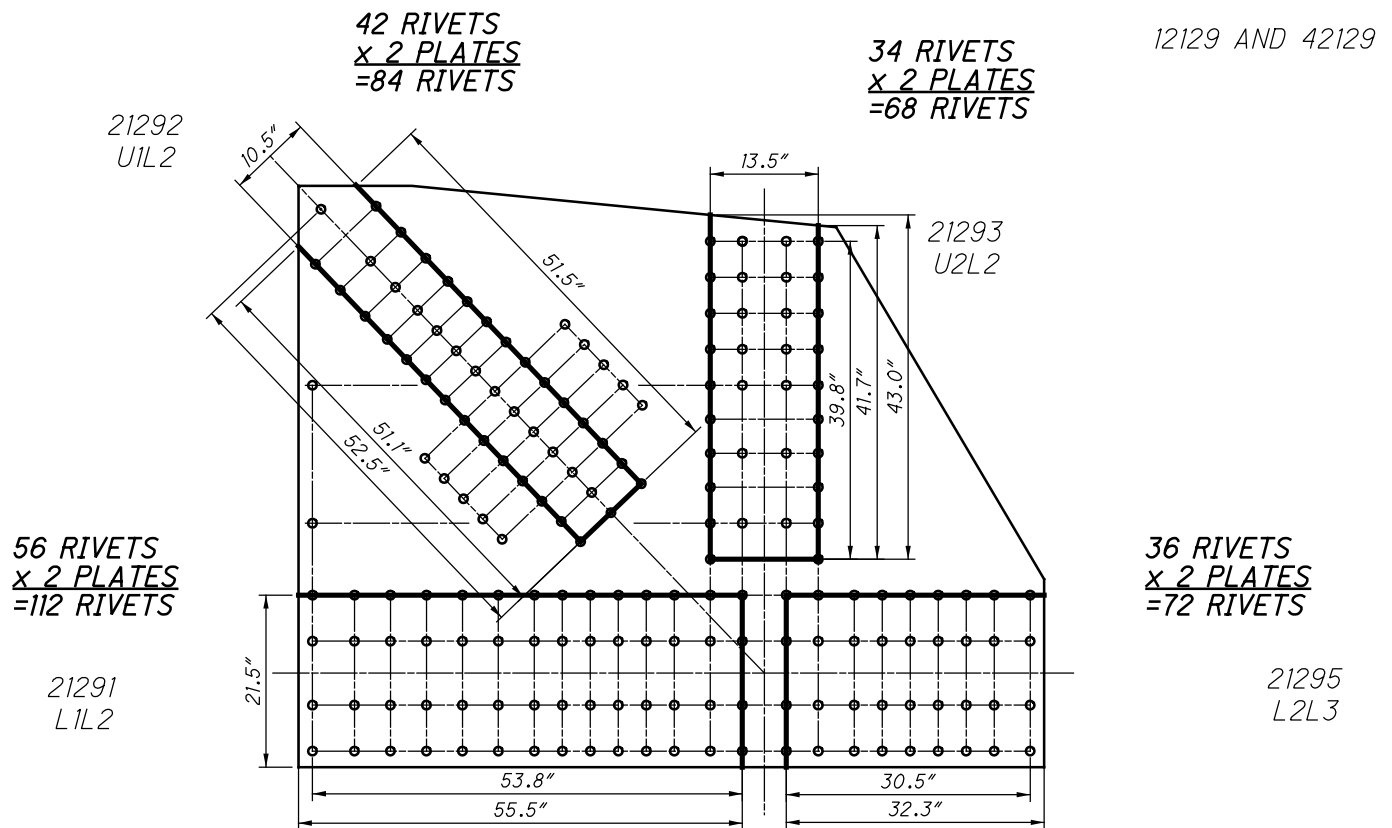 42 RIVETS
x 2 PLATES
=84 RIVETS
34 RIVETS
x 2 PLATES
=68 RIVETS
12129 AND 42129
21292
U1L2
10.5"
13.5"
21293
U2L2
51.5"
39.8"
41.7"
43.0"
51.1"
52.5"
56 RIVETS
x 2 PLATES
=112 RIVETS
36 RIVETS
x 2 PLATES
=72 RIVETS
21291
L1L2
21.5"
21295
L2L3
53.8"
30.5"
55.5"
32.3"